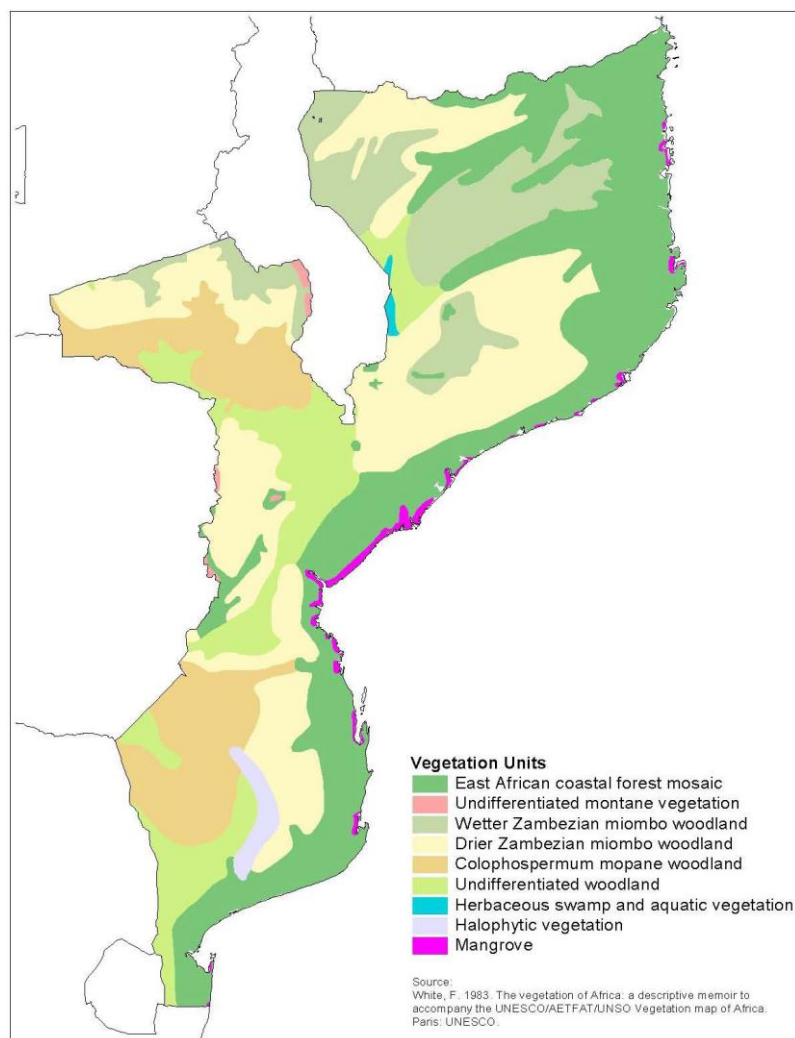 Vegetation Units
East African coastal forest mosaic
Undifferentiated montane vegetation
Wetter Zambezian miombo woodland
Drier Zambezian miombo woodland
Colophospermum mopane woodland
Undifferentiated woodland
Herbaceous swamp and aquatic vegetation
Halophytic vegetation
Mangrove
Source:
White, F. 1983. The vegetation of Africa: a descriptive memoir to
accompany the UNESCO/AETFAT/UNSO Vegetation map of Africa.
Paris: UNESCO.